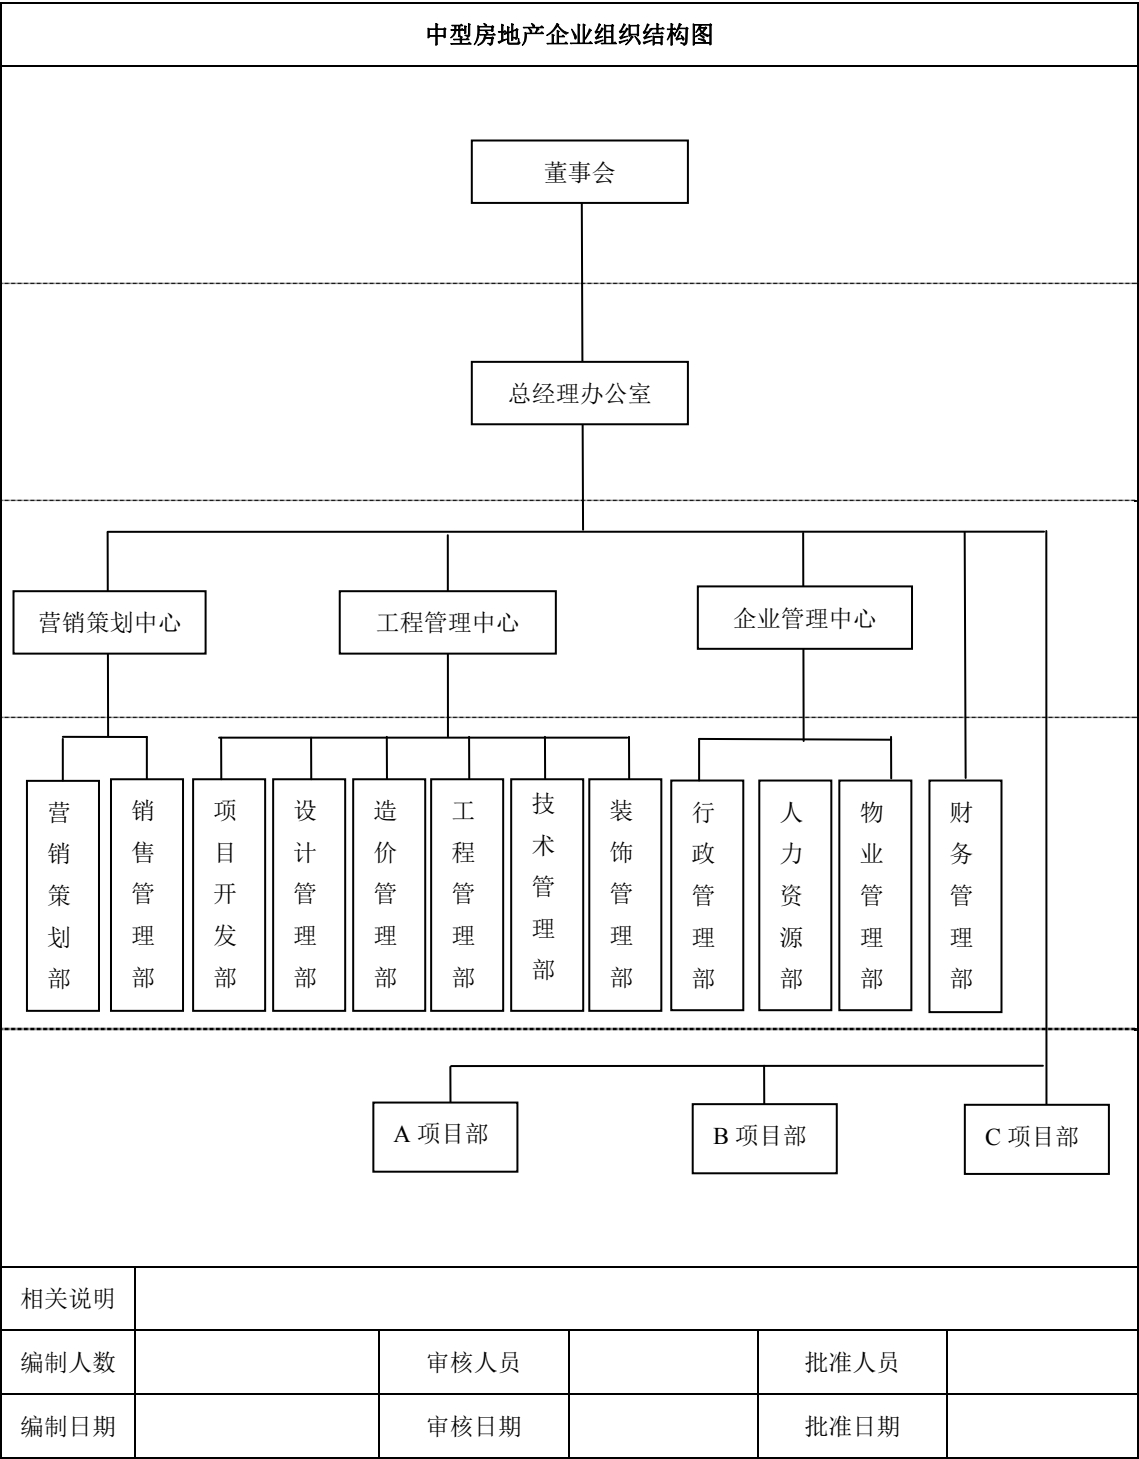 中型房地产企业组织结构图
董事会
总经理办公室
营销策划中心
工程管理中心
企业管理中心
营销策划部
销售管理部
项目开发部
设计管理部
造价管理部
工程管理部
技术管理部
装饰管理部
行政管理部
人力资源部
物业管理部
财务管理部
A 项目部
B 项目部
C 项目部
相关说明
编制人数
审核人员
批准人员
编制日期
审核日期
批准日期